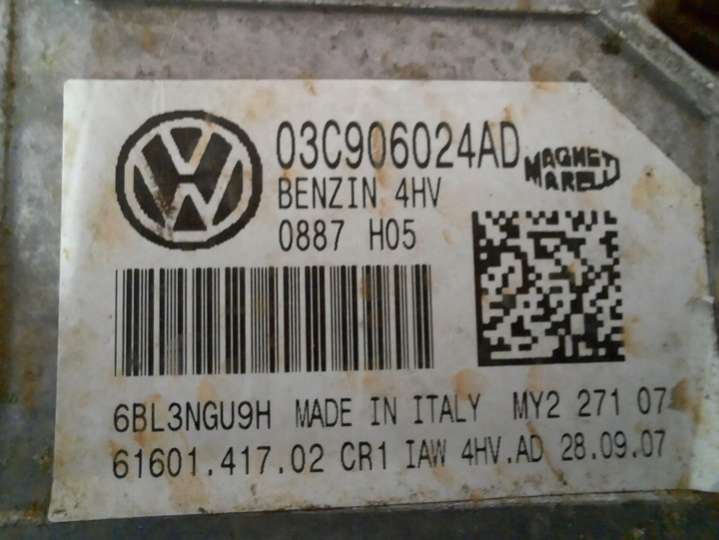 03C906024AD
MAGNETI MARELLI
BENZIN 4HV
0887 H05
6BL3NGU9H MADE IN ITALY MY2 271 07
61601.417.02 CR1 IAW 4HV.AD 28.09.07